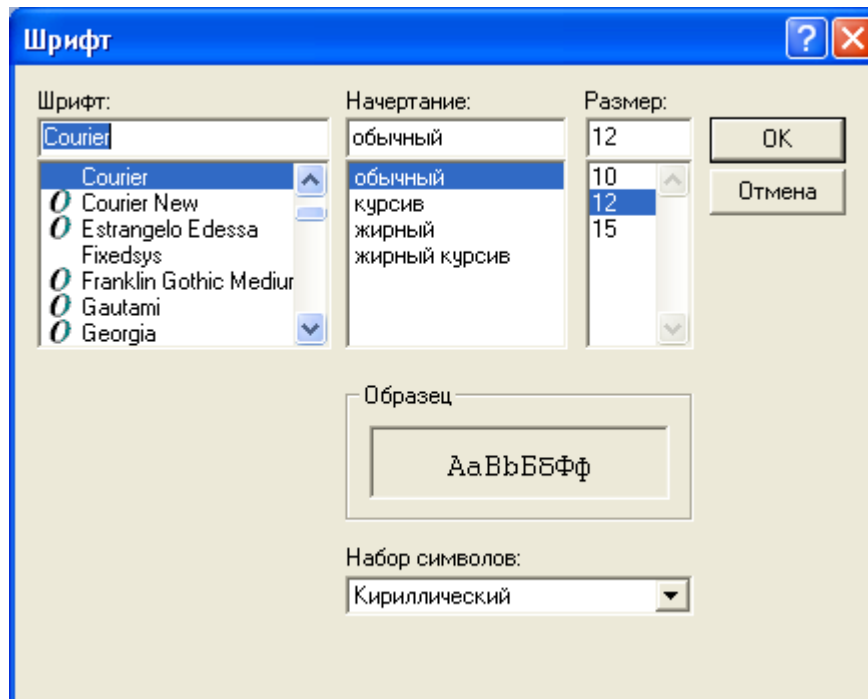 Шрифт
Шрифт:
Courier
Courier
Courier New
Estrangelo Edessa
Fixedsys
Franklin Gothic Mediur
Gautami
Georgia
Начертание:
обычный
обычный
курсив
жирный
жирный курсив
Размер:
12
10
12
15
OK
Отмена
Образец
АаВbБбФф
Набор символов:
Кириллический